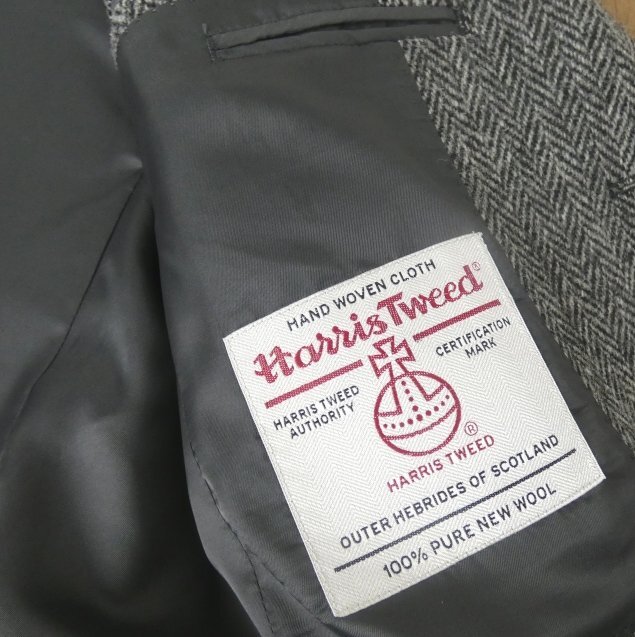 HAND WOVEN CLOTH
Harris Tweed®
HARRIS TWEED
AUTHORITY
CERTIFICATION
MARK
®
HARRIS TWEED
OUTER HEBRIDES OF SCOTLAND
100% PURE NEW WOOL